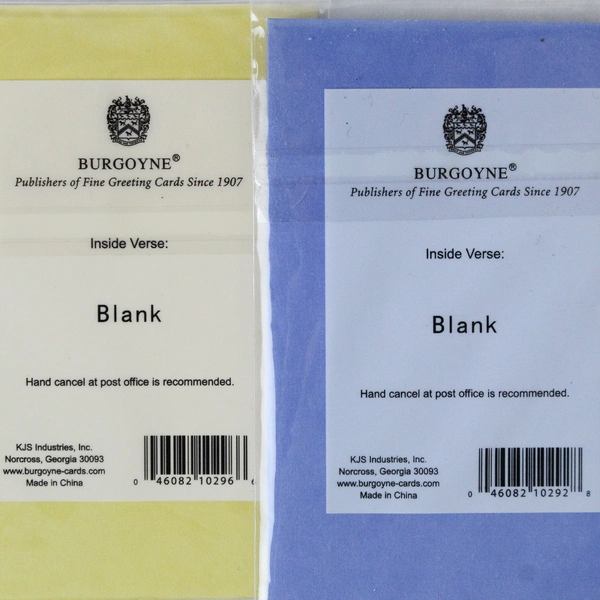 BURGOYNE®
Publishers of Fine Greeting Cards Since 1907
Inside Verse:
Blank
Hand cancel at post office is recommended.
KJS Industries, Inc.
Norcross, Georgia 30093
www.burgoyne-cards.com
Made in China
0 46082 10296 6
BURGOYNE®
Publishers of Fine Greeting Cards Since 1907
Inside Verse:
Blank
Hand cancel at post office is recommended.
KJS Industries, Inc.
Norcross, Georgia 30093
www.burgoyne-cards.com
Made in China
0 46082 10292 8